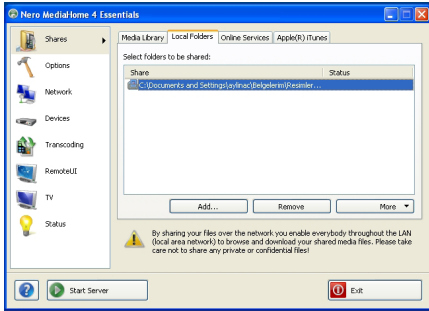 Nero MediaHome 4 Essentials
Shares
Options
Network
Devices
Transcoding
RemoteUI
TV
Status
Media Library
Local Folders
Online Services
Apple(R) iTunes
Select folders to be shared:
Share
Status
C:\Documents and Settings\aylinac\Belgelerim\Resimler...
Add...
Remove
More
By sharing your files over the network you enable everybody throughout the LAN
(local area network) to browse and download your shared media files. Please take
care not to share any private or confidential files!
Start Server
Exit